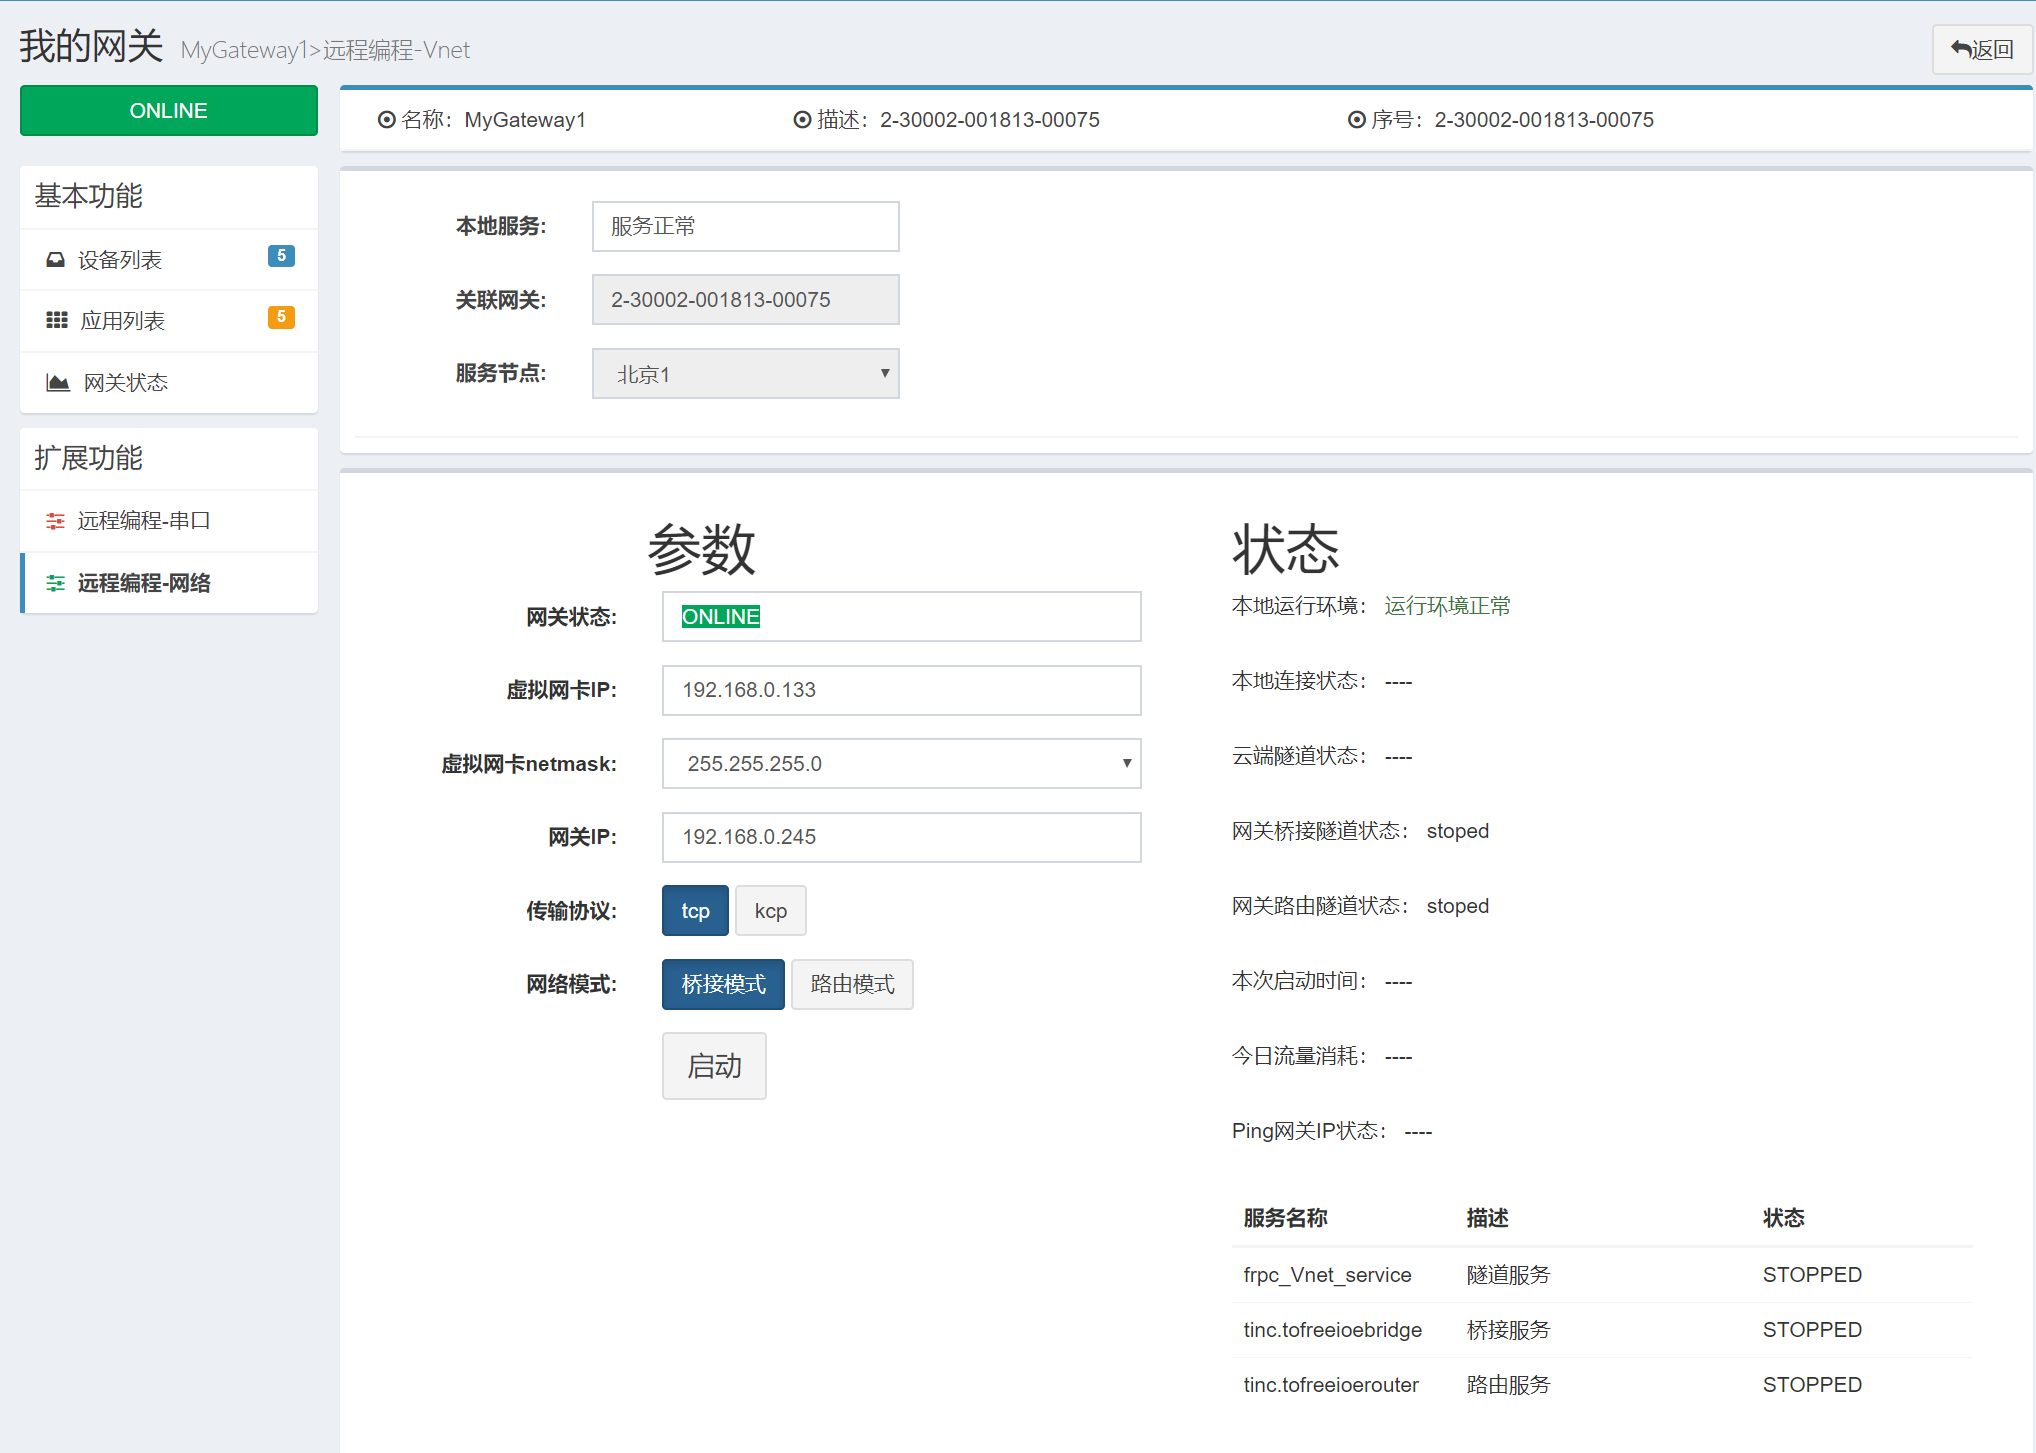 我的网关 MyGateway1>远程编程-Vnet
返回
ONLINE
名称：MyGateway1 描述：2-30002-001813-00075 序号：2-30002-001813-00075
基本功能
设备列表 5
应用列表 5
网关状态
扩展功能
远程编程-串口
远程编程-网络
本地服务: 服务正常
关联网关: 2-30002-001813-00075
服务节点: 北京1
参数
网关状态: ONLINE
虚拟网卡IP: 192.168.0.133
虚拟网卡netmask: 255.255.255.0
网关IP: 192.168.0.245
传输协议: tcp kcp
网络模式: 桥接模式 路由模式
启动
状态
本地运行环境： 运行环境正常
本地连接状态： ----
云端隧道状态： ----
网关桥接隧道状态： stoped
网关路由隧道状态： stoped
本次启动时间： ----
今日流量消耗： ----
Ping网关IP状态： ----
服务名称 描述 状态
frpc_Vnet_service 隧道服务 STOPPED
tinc.tofreeioebridge 桥接服务 STOPPED
tinc.tofreeioerouter 路由服务 STOPPED